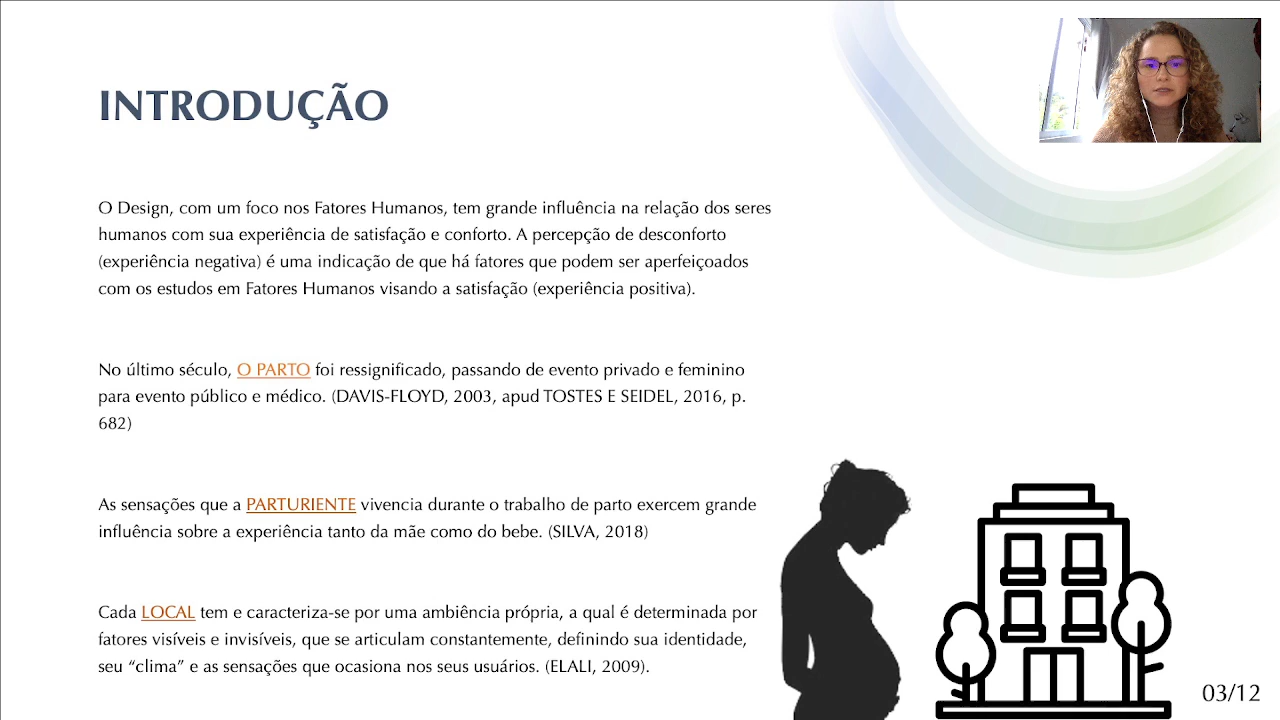 INTRODUÇÃO
O Design, com um foco nos Fatores Humanos, tem grande influência na relação dos seres
humanos com sua experiência de satisfação e conforto. A percepção de desconforto
(experiência negativa) é uma indicação de que há fatores que podem ser aperfeiçoados
com os estudos em Fatores Humanos visando a satisfação (experiência positiva).
No último século, O PARTO foi ressignificado, passando de evento privado e feminino
para evento público e médico. (DAVIS-FLOYD, 2003, apud TOSTES E SEIDEL, 2016, p.
682)
As sensações que a PARTURIENTE vivencia durante o trabalho de parto exercem grande
influência sobre a experiência tanto da mãe como do bebe. (SILVA, 2018)
Cada LOCAL tem e caracteriza-se por uma ambiência própria, a qual é determinada por
fatores visíveis e invisíveis, que se articulam constantemente, definindo sua identidade,
seu “clima” e as sensações que ocasiona nos seus usuários. (ELALI, 2009).
03/12